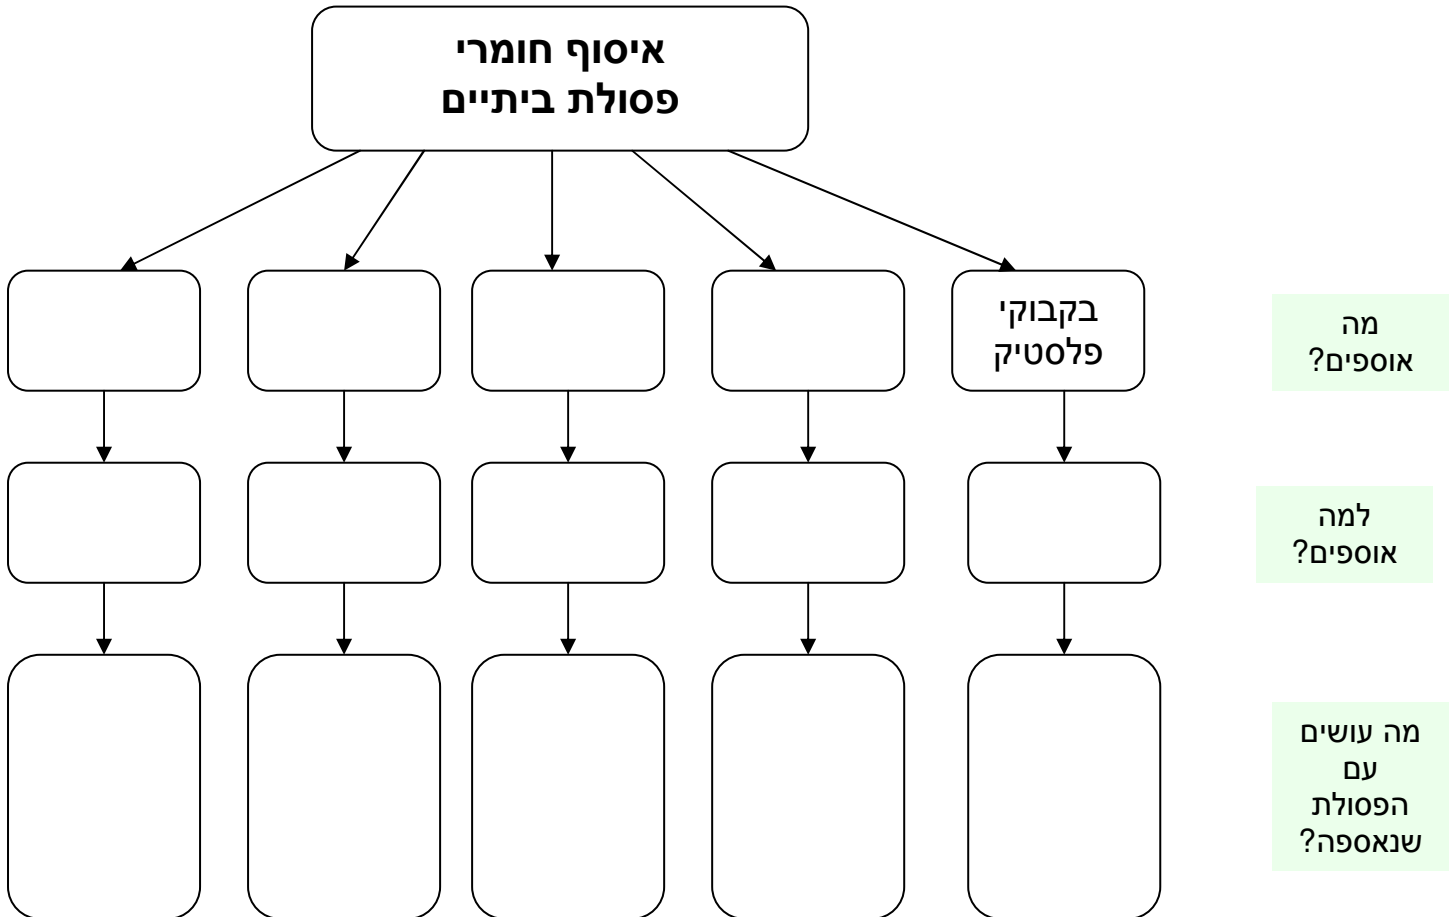 איסוף חומרי
פסולת ביתיים
בקבוקי
פלסטיק
מה
אוספים?
למה
אוספים?
מה עושים
עם
הפסולת
שנאספה?